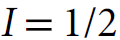 I = 1/2